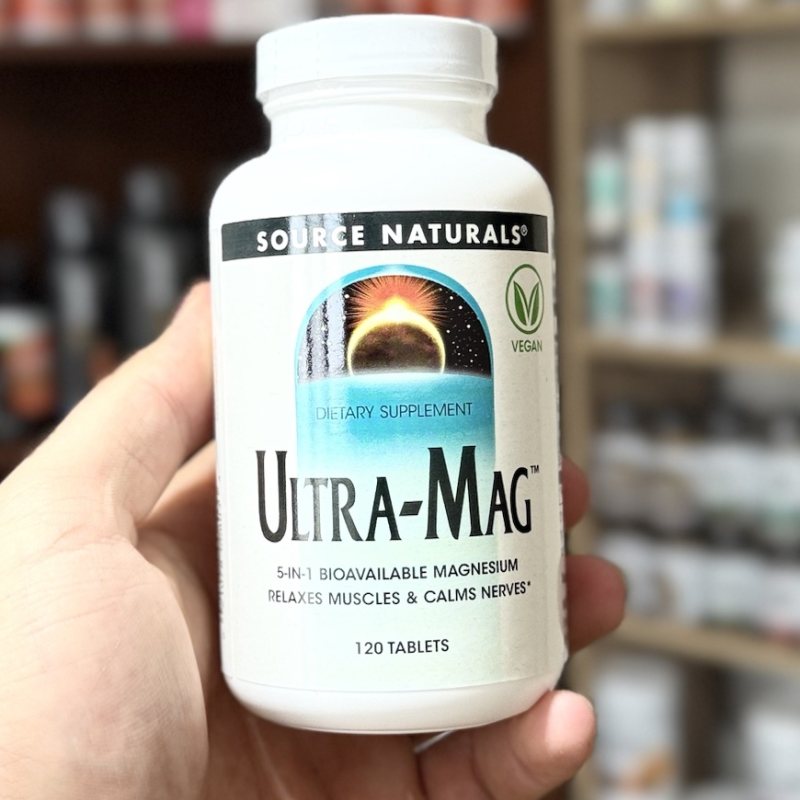 SOURCE NATURALS®
VEGAN
DIETARY SUPPLEMENT
ULTRA-MAG™
5-IN-1 BIOAVAILABLE MAGNESIUM
RELAXES MUSCLES & CALMS NERVES*
120 TABLETS